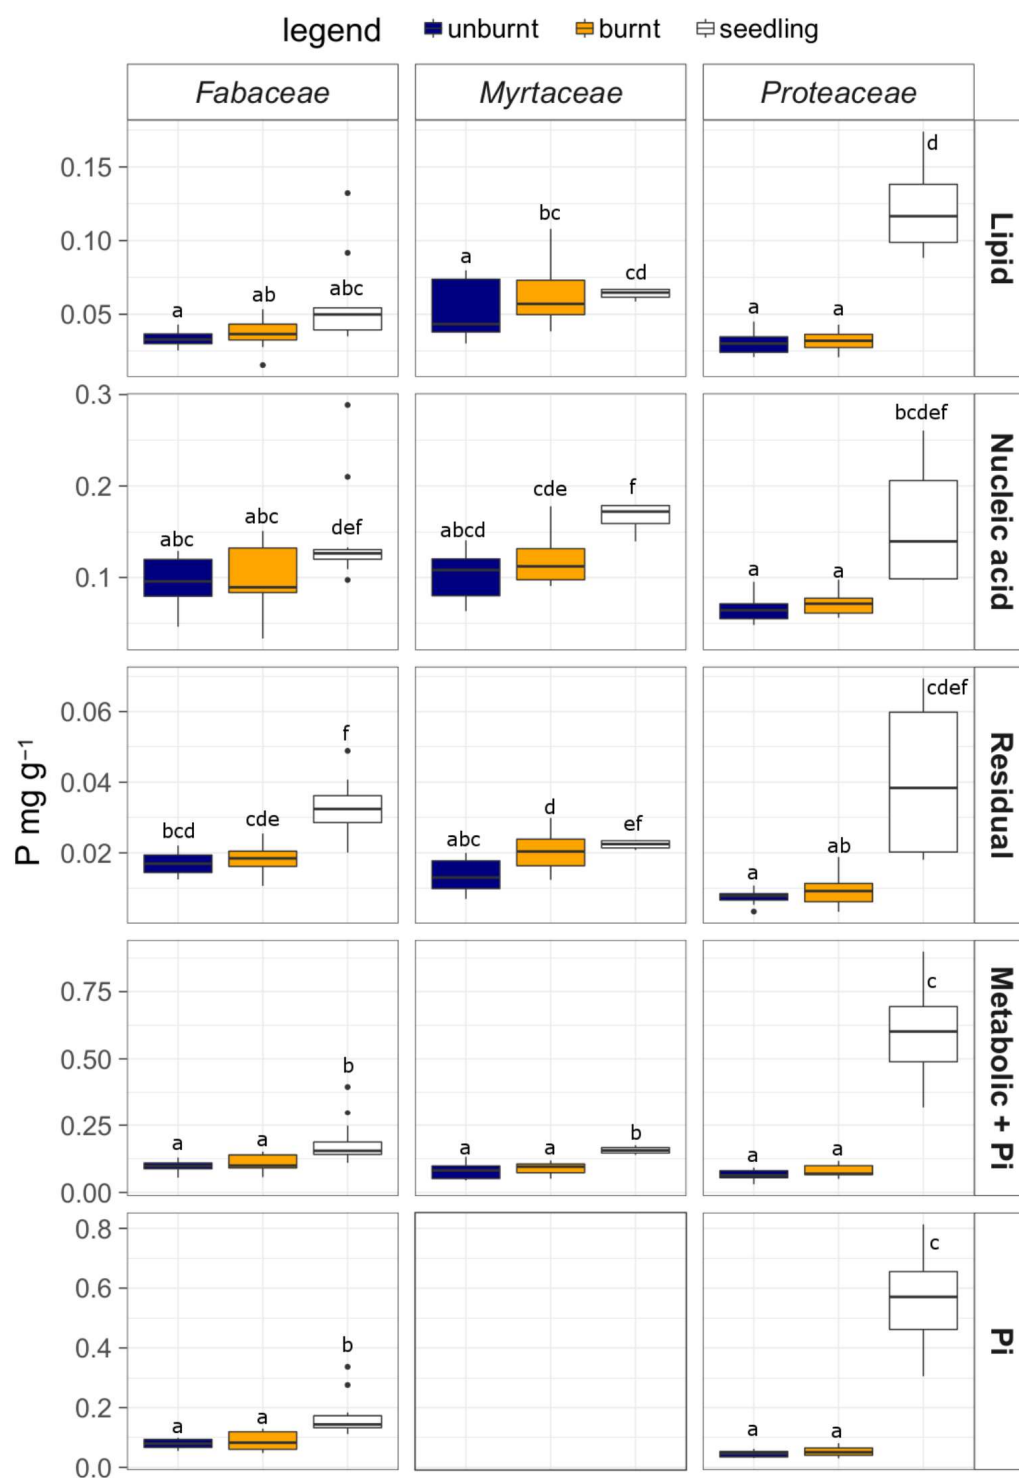 legend unburnt burnt seedling
Fabaceae Myrtaceae Proteaceae
0.15
0.10
0.05
a ab abc
a bc cd
a a d
Lipid
0.3
0.2
0.1
abc abc def
abcd cde f
a a bcdef
Nucleic acid
P mg g⁻¹
0.06
0.04
0.02
bcd cde f
abc d ef
a ab cdef
Residual
0.75
0.50
0.25
0.00
a a b
a a b
a a c
Metabolic + Pi
0.8
0.6
0.4
0.2
0.0
a a b
a a c
Pi